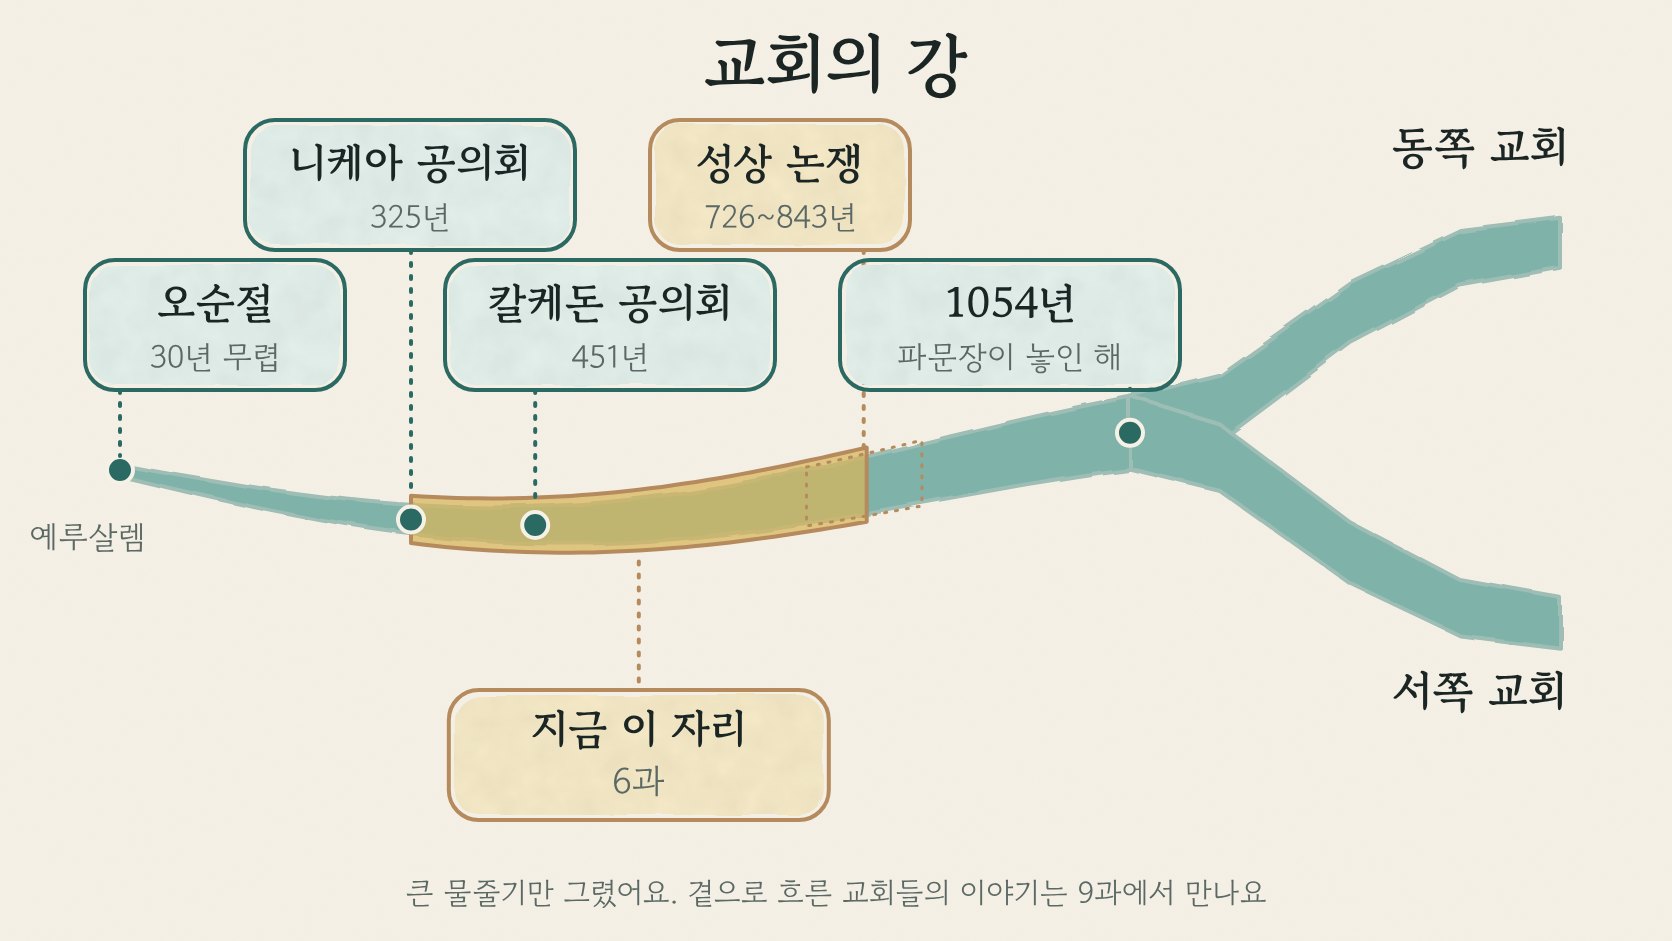 교회의 강
니케아 공의회
325년
성상 논쟁
726~843년
동쪽 교회
오순절
30년 무렵
칼케돈 공의회
451년
1054년
파문장이 놓인 해
예루살렘
서쪽 교회
지금 이 자리
6과
큰 물줄기만 그렸어요. 곁으로 흐른 교회들의 이야기는 9과에서 만나요